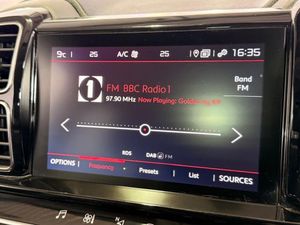 9c 25 A/C 25 16:35
1
FM BBC Radio 1
97.90 MHz Now Playing:
Band
FM
RDS DAB FM
OPTIONS Frequency Presets List SOURCES